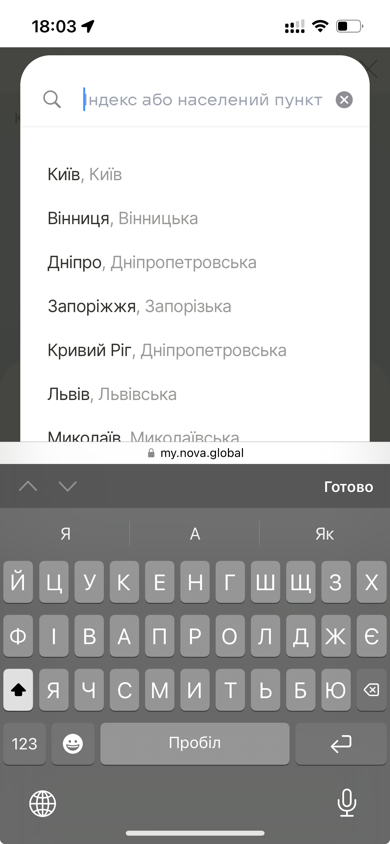 18:03
Індекс або населений пункт
Київ, Київ
Вінниця, Вінницька
Дніпро, Дніпропетровська
Запоріжжя, Запорізька
Кривий Ріг, Дніпропетровська
Львів, Львівська
Миколаїв, Миколаївська
my.nova.global
Готово
Я А Як
Й Ц У К Е Н Г Ш Щ З Х
Ф І В А П Р О Л Д Ж Є
Я Ч С М И Т Ь Б Ю
123 Пробіл